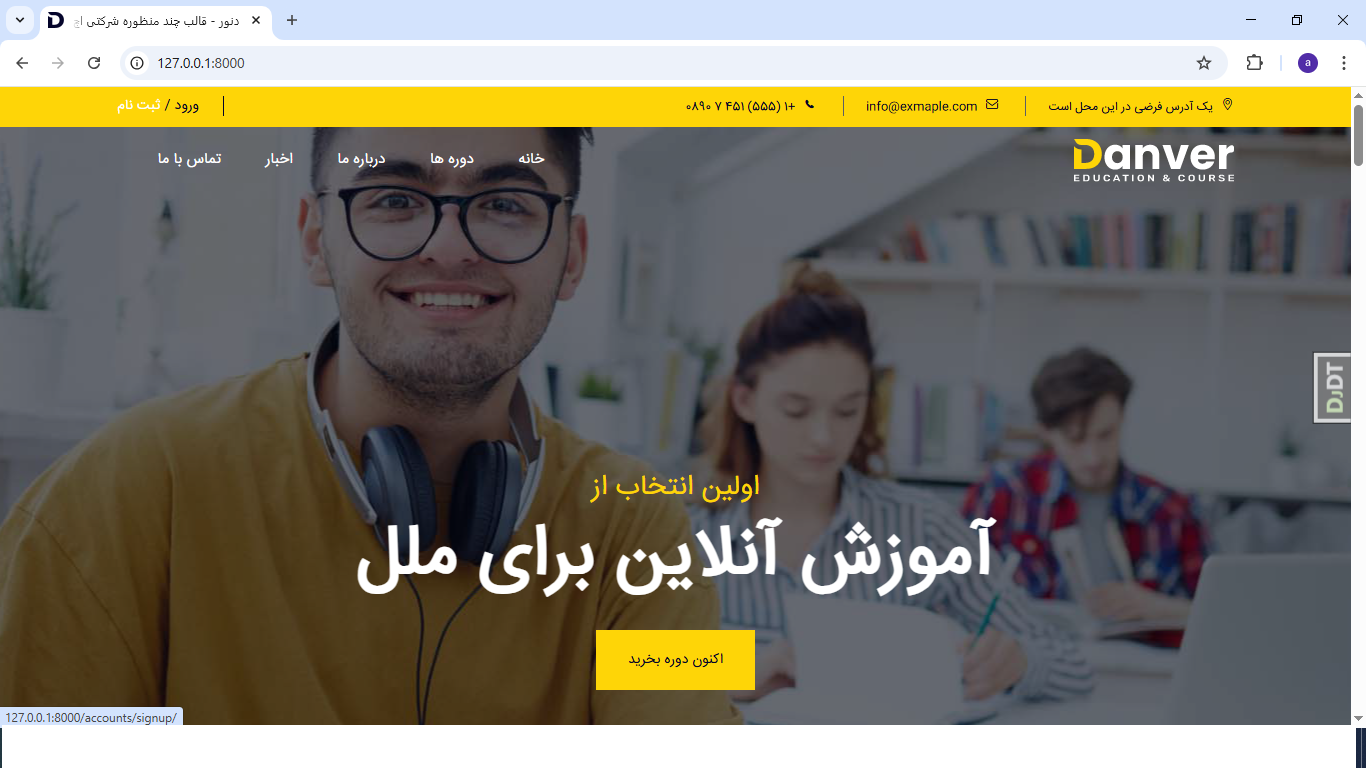 دنور - قالب چند منظوره شرکتی اچ
127.0.0.1:8000
a
یک آدرس فرضی در این محل است
info@exmaple.com
+۱ (۵۵۵) ۴۵۱ ۷ ۰۸۹۰
ورود / ثبت نام
Danver
EDUCATION & COURSE
خانه
دوره ها
درباره ما
اخبار
تماس با ما
DjDT
اولین انتخاب از
آموزش آنلاین برای ملل
اکنون دوره بخرید
127.0.0.1:8000/accounts/signup/